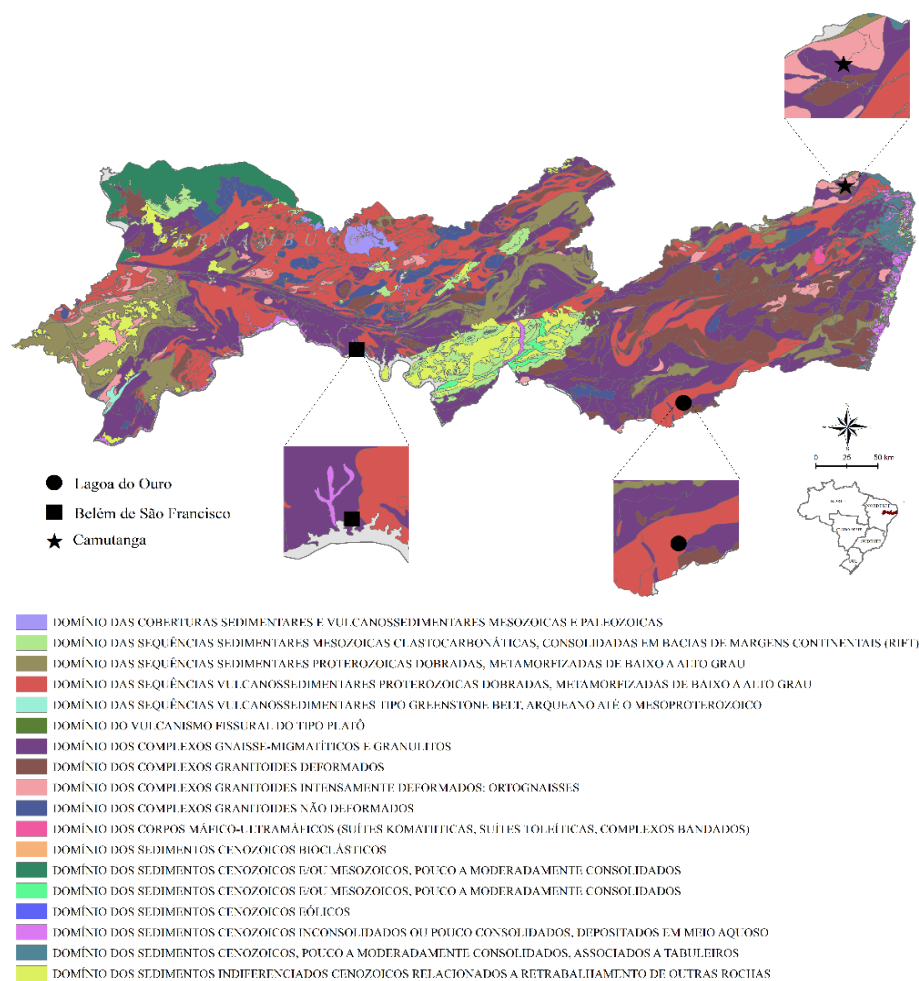 PERNAMBUCO
Lagoa do Ouro
Belém de São Francisco
Camutanga
N
S
0 25 50 km
DOMÍNIO DAS COBERTURAS SEDIMENTARES E VULCANOSSEDIMENTARES MESOZOICAS E PALEOZOICAS
DOMÍNIO DAS SEQUÊNCIAS SEDIMENTARES MESOZOICAS CLASTOCARBONÁTICAS, CONSOLIDADAS EM BACIAS DE MARGENS CONTINENTAIS (RIFT)
DOMÍNIO DAS SEQUÊNCIAS SEDIMENTARES PROTEROZOICAS DOBRADAS, METAMORFIZADAS DE BAIXO A ALTO GRAU
DOMÍNIO DAS SEQUÊNCIAS VULCANOSSEDIMENTARES PROTEROZOICAS DOBRADAS, METAMORFIZADAS DE BAIXO A ALTO GRAU
DOMÍNIO DAS SEQUÊNCIAS VULCANOSSEDIMENTARES TIPO GREENSTONE BELT, ARQUEANO ATÉ O MESOPROTEROZOICO
DOMÍNIO DO VULCANISMO FISSURAL DO TIPO PLATÔ
DOMÍNIO DOS COMPLEXOS GNAISSE-MIGMATÍTICOS E GRANULITOS
DOMÍNIO DOS COMPLEXOS GRANITOIDES DEFORMADOS
DOMÍNIO DOS COMPLEXOS GRANITOIDES INTENSAMENTE DEFORMADOS: ORTOGNAISSES
DOMÍNIO DOS COMPLEXOS GRANITOIDES NÃO DEFORMADOS
DOMÍNIO DOS CORPOS MÁFICO-ULTRAMÁFICOS (SUÍTES KOMATIITICAS, SUÍTES TOLEÍTICAS, COMPLEXOS BANDADOS)
DOMÍNIO DOS SEDIMENTOS CENOZOICOS BIOCLÁSTICOS
DOMÍNIO DOS SEDIMENTOS CENOZOICOS E/OU MESOZOICOS, POUCO A MODERADAMENTE CONSOLIDADOS
DOMÍNIO DOS SEDIMENTOS CENOZOICOS E/OU MESOZOICOS, POUCO A MODERADAMENTE CONSOLIDADOS
DOMÍNIO DOS SEDIMENTOS CENOZOICOS EÓLICOS
DOMÍNIO DOS SEDIMENTOS CENOZOICOS INCONSOLIDADOS OU POUCO CONSOLIDADOS, DEPOSITADOS EM MEIO AQUOSO
DOMÍNIO DOS SEDIMENTOS CENOZOICOS, POUCO A MODERADAMENTE CONSOLIDADOS, ASSOCIADOS A TABULEIROS
DOMÍNIO DOS SEDIMENTOS INDIFERENCIADOS CENOZOICOS RELACIONADOS A RETRABALHAMENTO DE OUTRAS ROCHAS